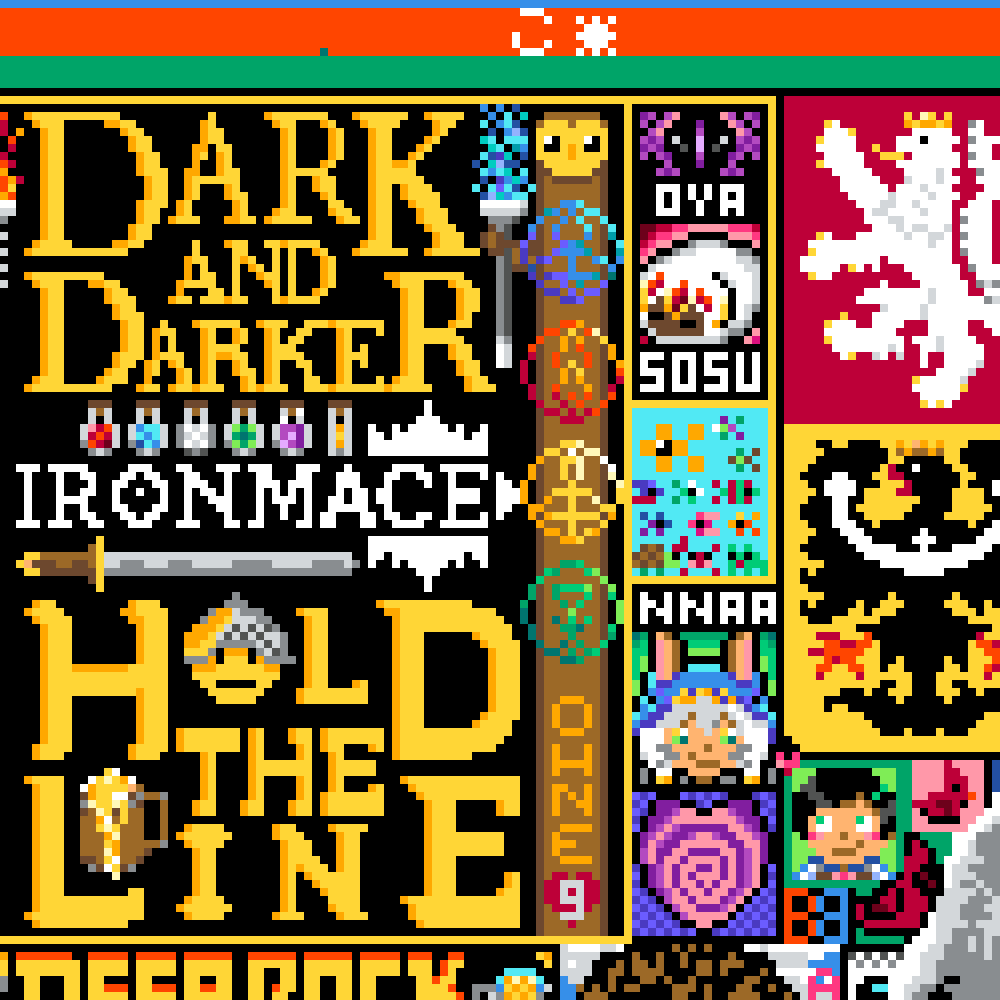 DARK
AND
DARKER
IRONMACE
HOLD
THE
LINE
OHNE
9
OYA
SOSU
NNAA